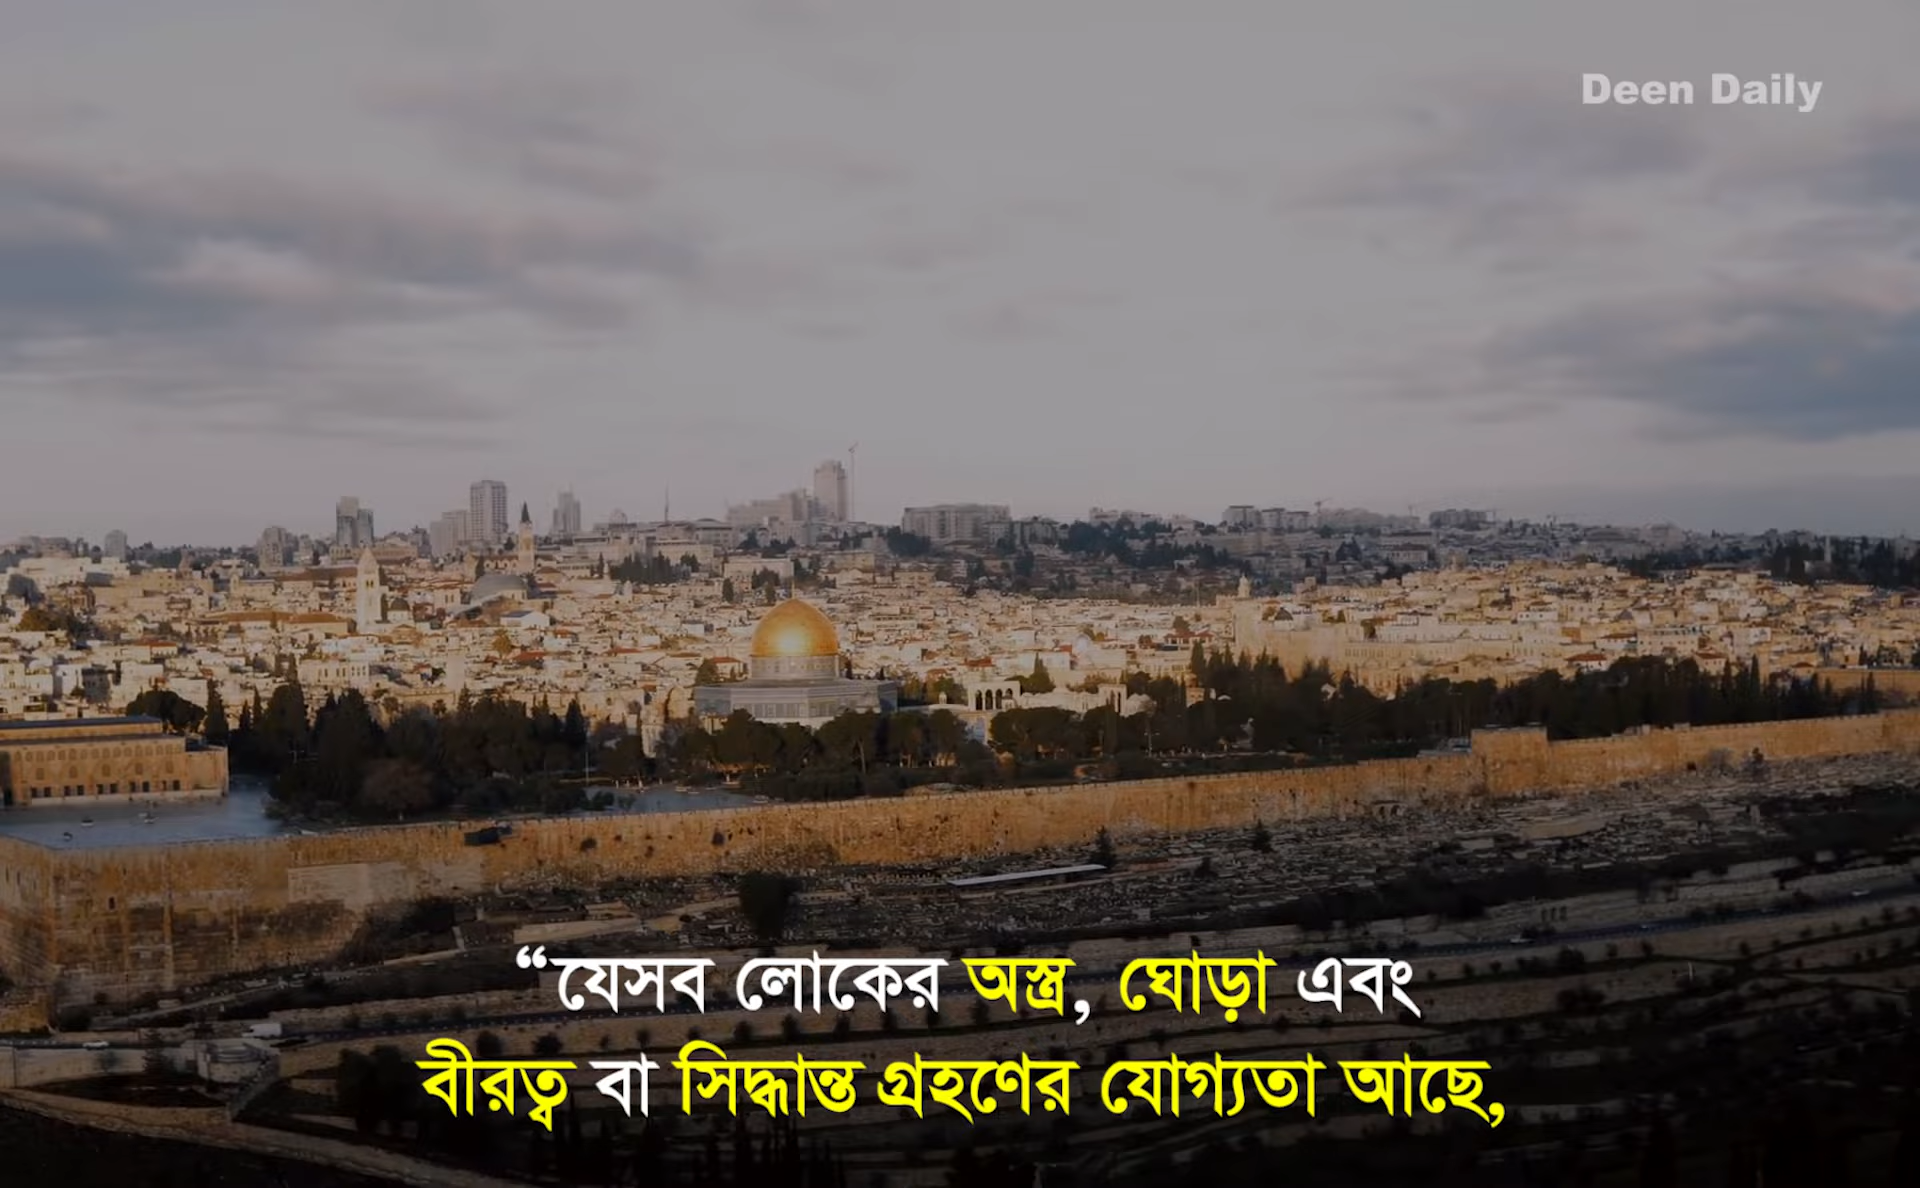 Deen Daily
“যেসব লোকের অস্ত্র, ঘোড়া এবং
বীরত্ব বা সিদ্ধান্ত গ্রহণের যোগ্যতা আছে,